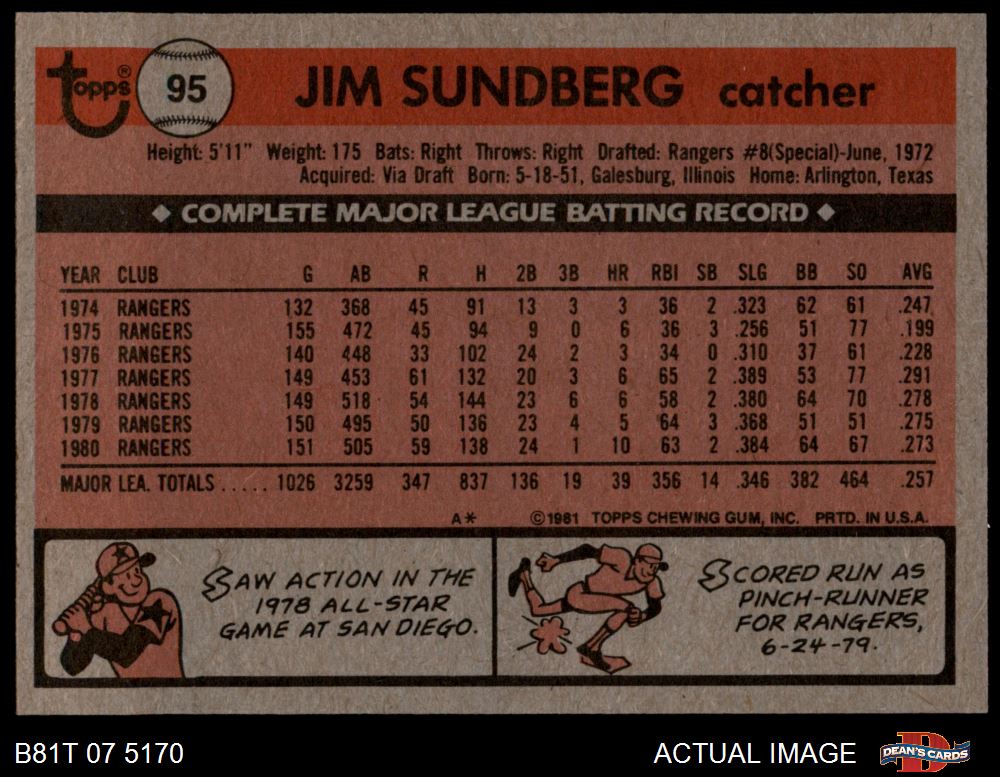 topps® 95 JIM SUNDBERG catcher
Height: 5'11" Weight: 175 Bats: Right Throws: Right Drafted: Rangers #8(Special)-June, 1972
Acquired: Via Draft Born: 5-18-51, Galesburg, Illinois Home: Arlington, Texas
◆ COMPLETE MAJOR LEAGUE BATTING RECORD ◆
YEAR CLUB G AB R H 2B 3B HR RBI SB SLG BB SO AVG
1974 RANGERS 132 368 45 91 13 3 3 36 2 .323 62 61 .247
1975 RANGERS 155 472 45 94 9 0 6 36 3 .256 51 77 .199
1976 RANGERS 140 448 33 102 24 2 3 34 0 .310 37 61 .228
1977 RANGERS 149 453 61 132 20 3 6 65 2 .389 53 77 .291
1978 RANGERS 149 518 54 144 23 6 6 58 2 .380 64 70 .278
1979 RANGERS 150 495 50 136 23 4 5 64 3 .368 51 51 .275
1980 RANGERS 151 505 59 138 24 1 10 63 2 .384 64 67 .273
MAJOR LEA. TOTALS ..... 1026 3259 347 837 136 19 39 356 14 .346 382 464 .257
A* ©1981 TOPPS CHEWING GUM, INC. PRTD. IN U.S.A.
SAW ACTION IN THE
1978 ALL-STAR
GAME AT SAN DIEGO.
SCORED RUN AS
PINCH-RUNNER
FOR RANGERS,
6-24-79.
B81T 07 5170 ACTUAL IMAGE DEAN'S CARDS